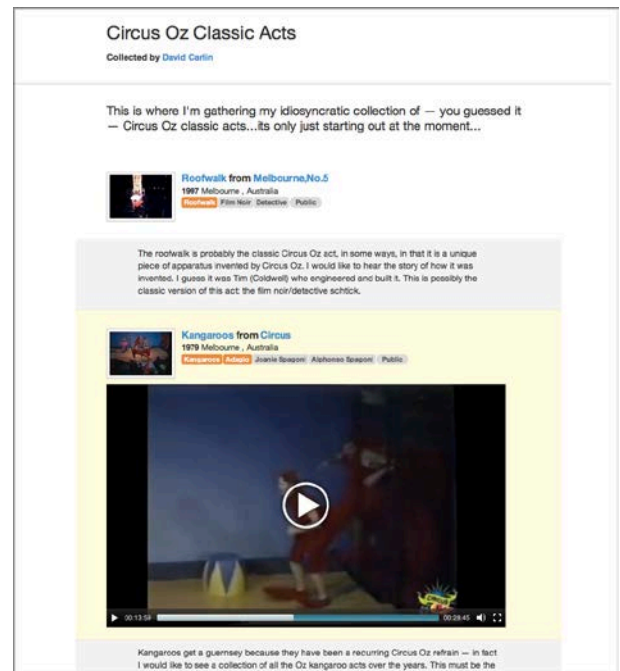 Circus Oz Classic Acts
Collected by David Carlin
This is where I'm gathering my idiosyncratic collection of — you guessed it
— Circus Oz classic acts...its only just starting out at the moment...
Roofwalk from Melbourne,No.5
1997 Melbourne , Australia
Roofwalk Film Noir Detective Public
The roofwalk is probably the classic Circus Oz act, in some ways, in that it is a unique
piece of apparatus invented by Circus Oz. I would like to hear the story of how it was
invented. I guess it was Tim (Coldwell) who engineered and built it. This is possibly the
classic version of this act: the film noir/detective schtick.
Kangaroos from Circus
1979 Melbourne , Australia
Kangaroos Adagio Joanie Spagoni Alphonso Spagoni Public
CIRCUS
00:13:59 00:28:45
Kangaroos get a guernsey because they have been a recurring Circus Oz refrain — in fact
I would like to see a collection of all the Oz kangaroo acts over the years. This must be the